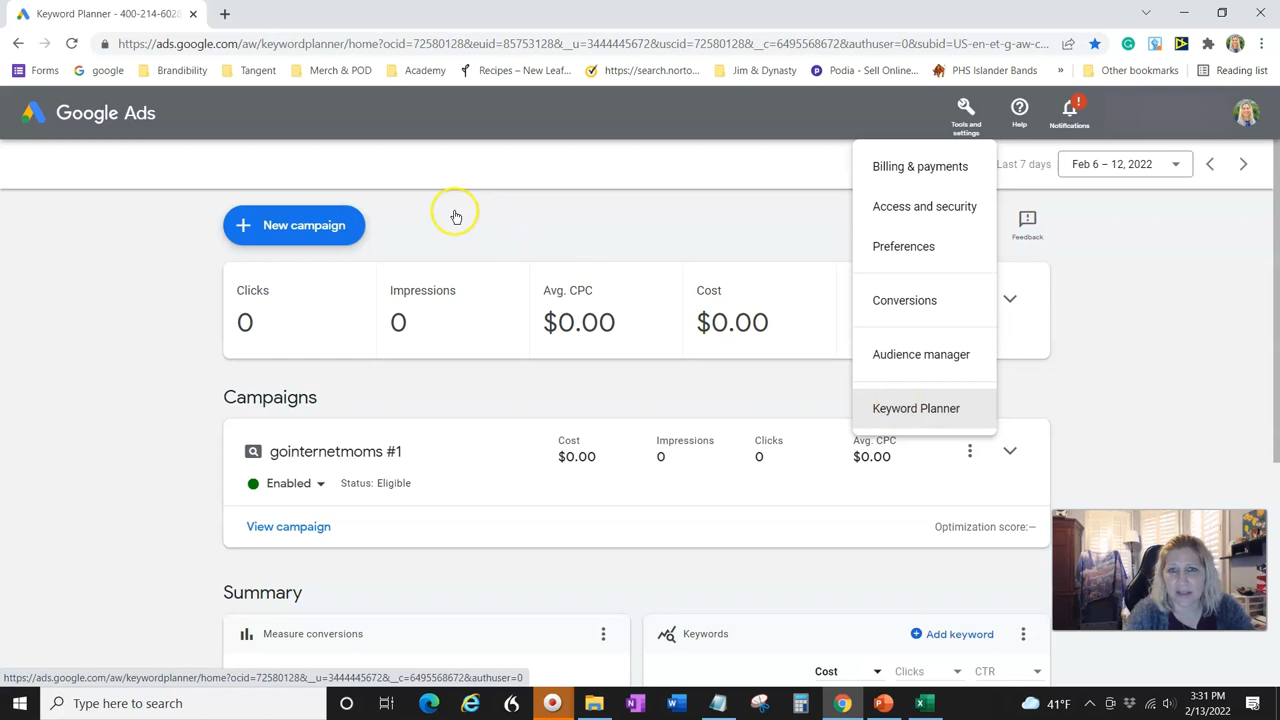 Keyword Planner - 400-214-6028
https://ads.google.com/aw/keywordplanner/home?ocid=72580183&euid=67531283&__u=3444445672&uscid=72580183&__c=6495568672&authuser=0&subid=US-en-et-g-aw-c...
Forms google Brandibility Tangent Merch & POD Academy Recipes – New Leaf... https://search.norto... Jim & Dynasty Podia - Sell Online... PHS Islander Bands » Other bookmarks Reading list
Google Ads
Tools and settings
Help
!
Notifications
Last 7 days
Feb 6 – 12, 2022
Billing & payments
Access and security
Preferences
Conversions
Audience manager
Keyword Planner
+ New campaign
Feedback
Clicks Impressions Avg. CPC Cost
0 0 $0.00 $0.00
Campaigns
gointernetmoms #1
Cost Impressions Clicks Avg. CPC
$0.00 0 0 $0.00
Enabled Status: Eligible
View campaign Optimization score:—
Summary
Measure conversions
Keywords
Add keyword
Cost Clicks CTR
https://ads.google.com/aw/keywordplanner/home?ocid=72580128&__u=3444445672&__c=6495568672&authuser=0
Type here to search
41°F
3:31 PM
2/13/2022